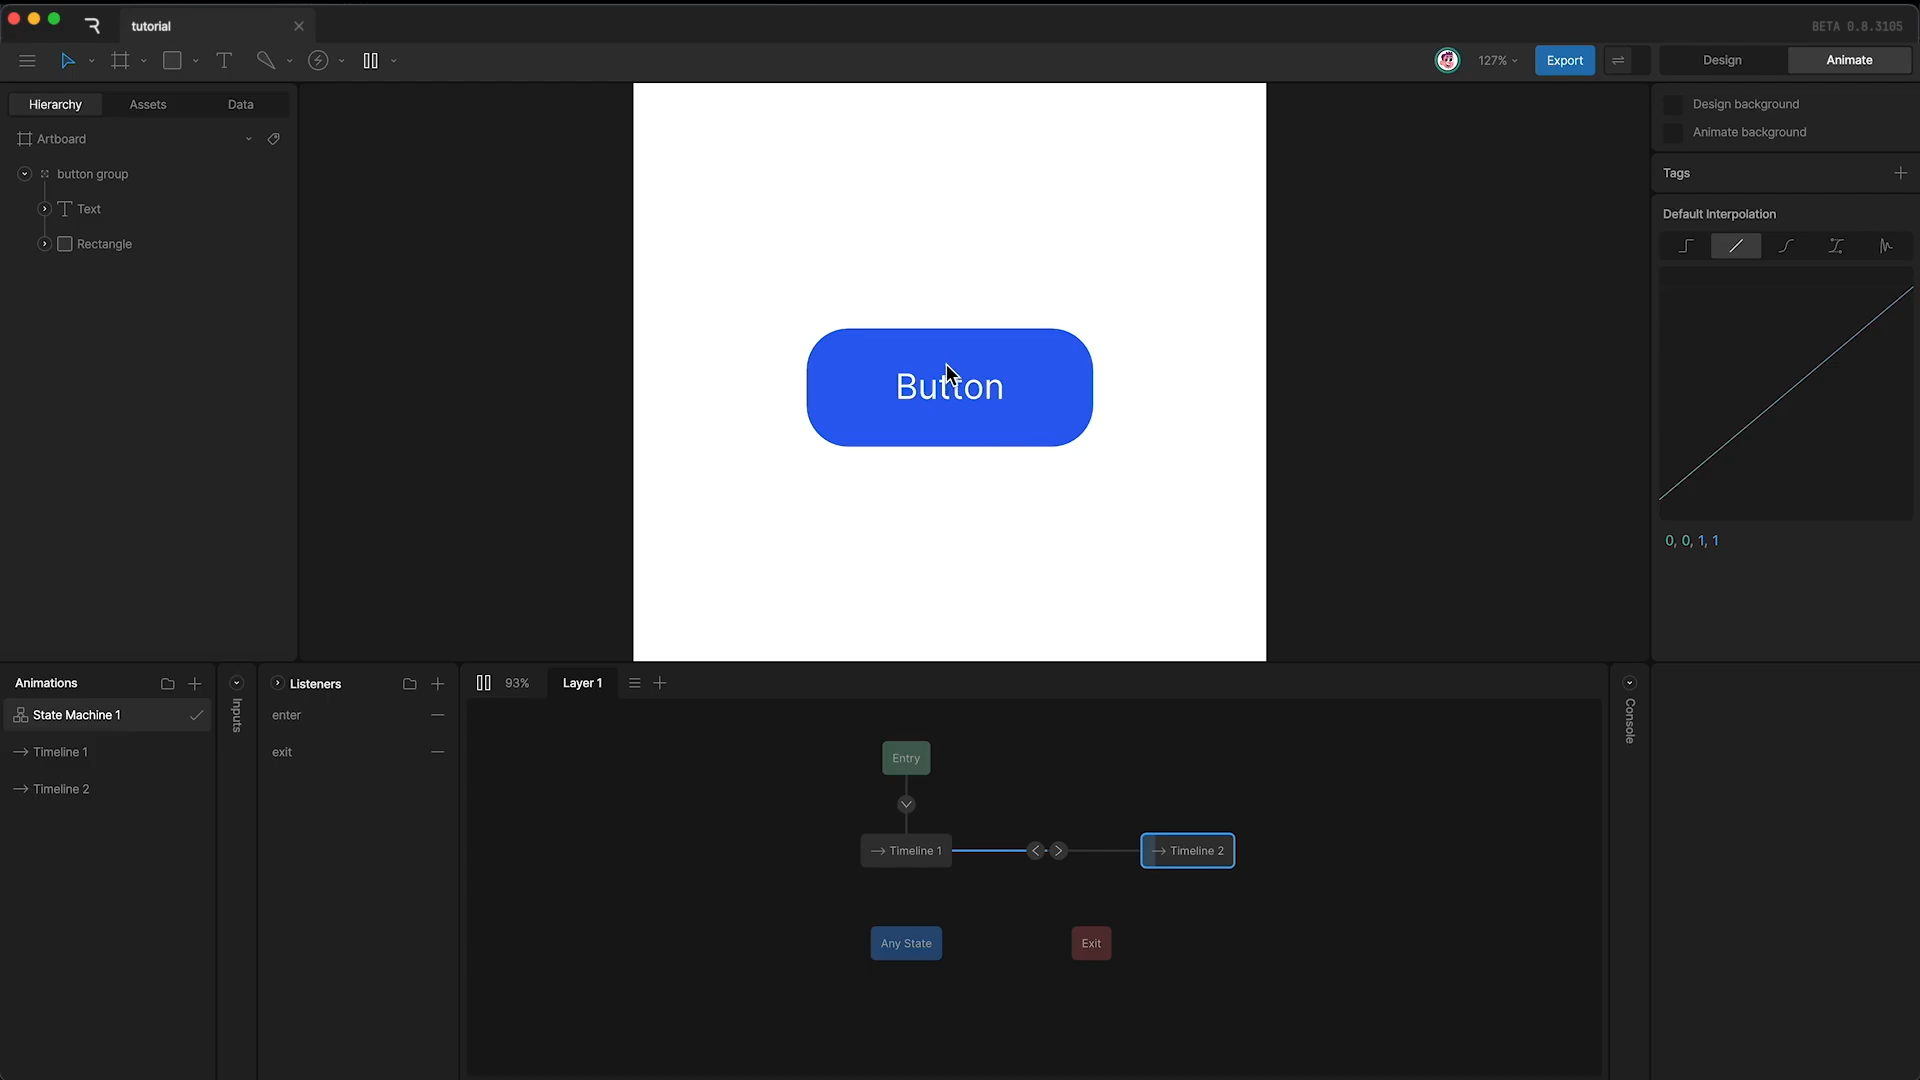 tutorial
BETA 0.8.3105
127%
Export
Design
Animate
Hierarchy
Assets
Data
Artboard
button group
Text
Rectangle
Button
Design background
Animate background
Tags
Default Interpolation
0, 0, 1, 1
Animations
State Machine 1
Timeline 1
Timeline 2
Inputs
Listeners
enter
exit
93%
Layer 1
Entry
Timeline 1
Timeline 2
Any State
Exit
Console